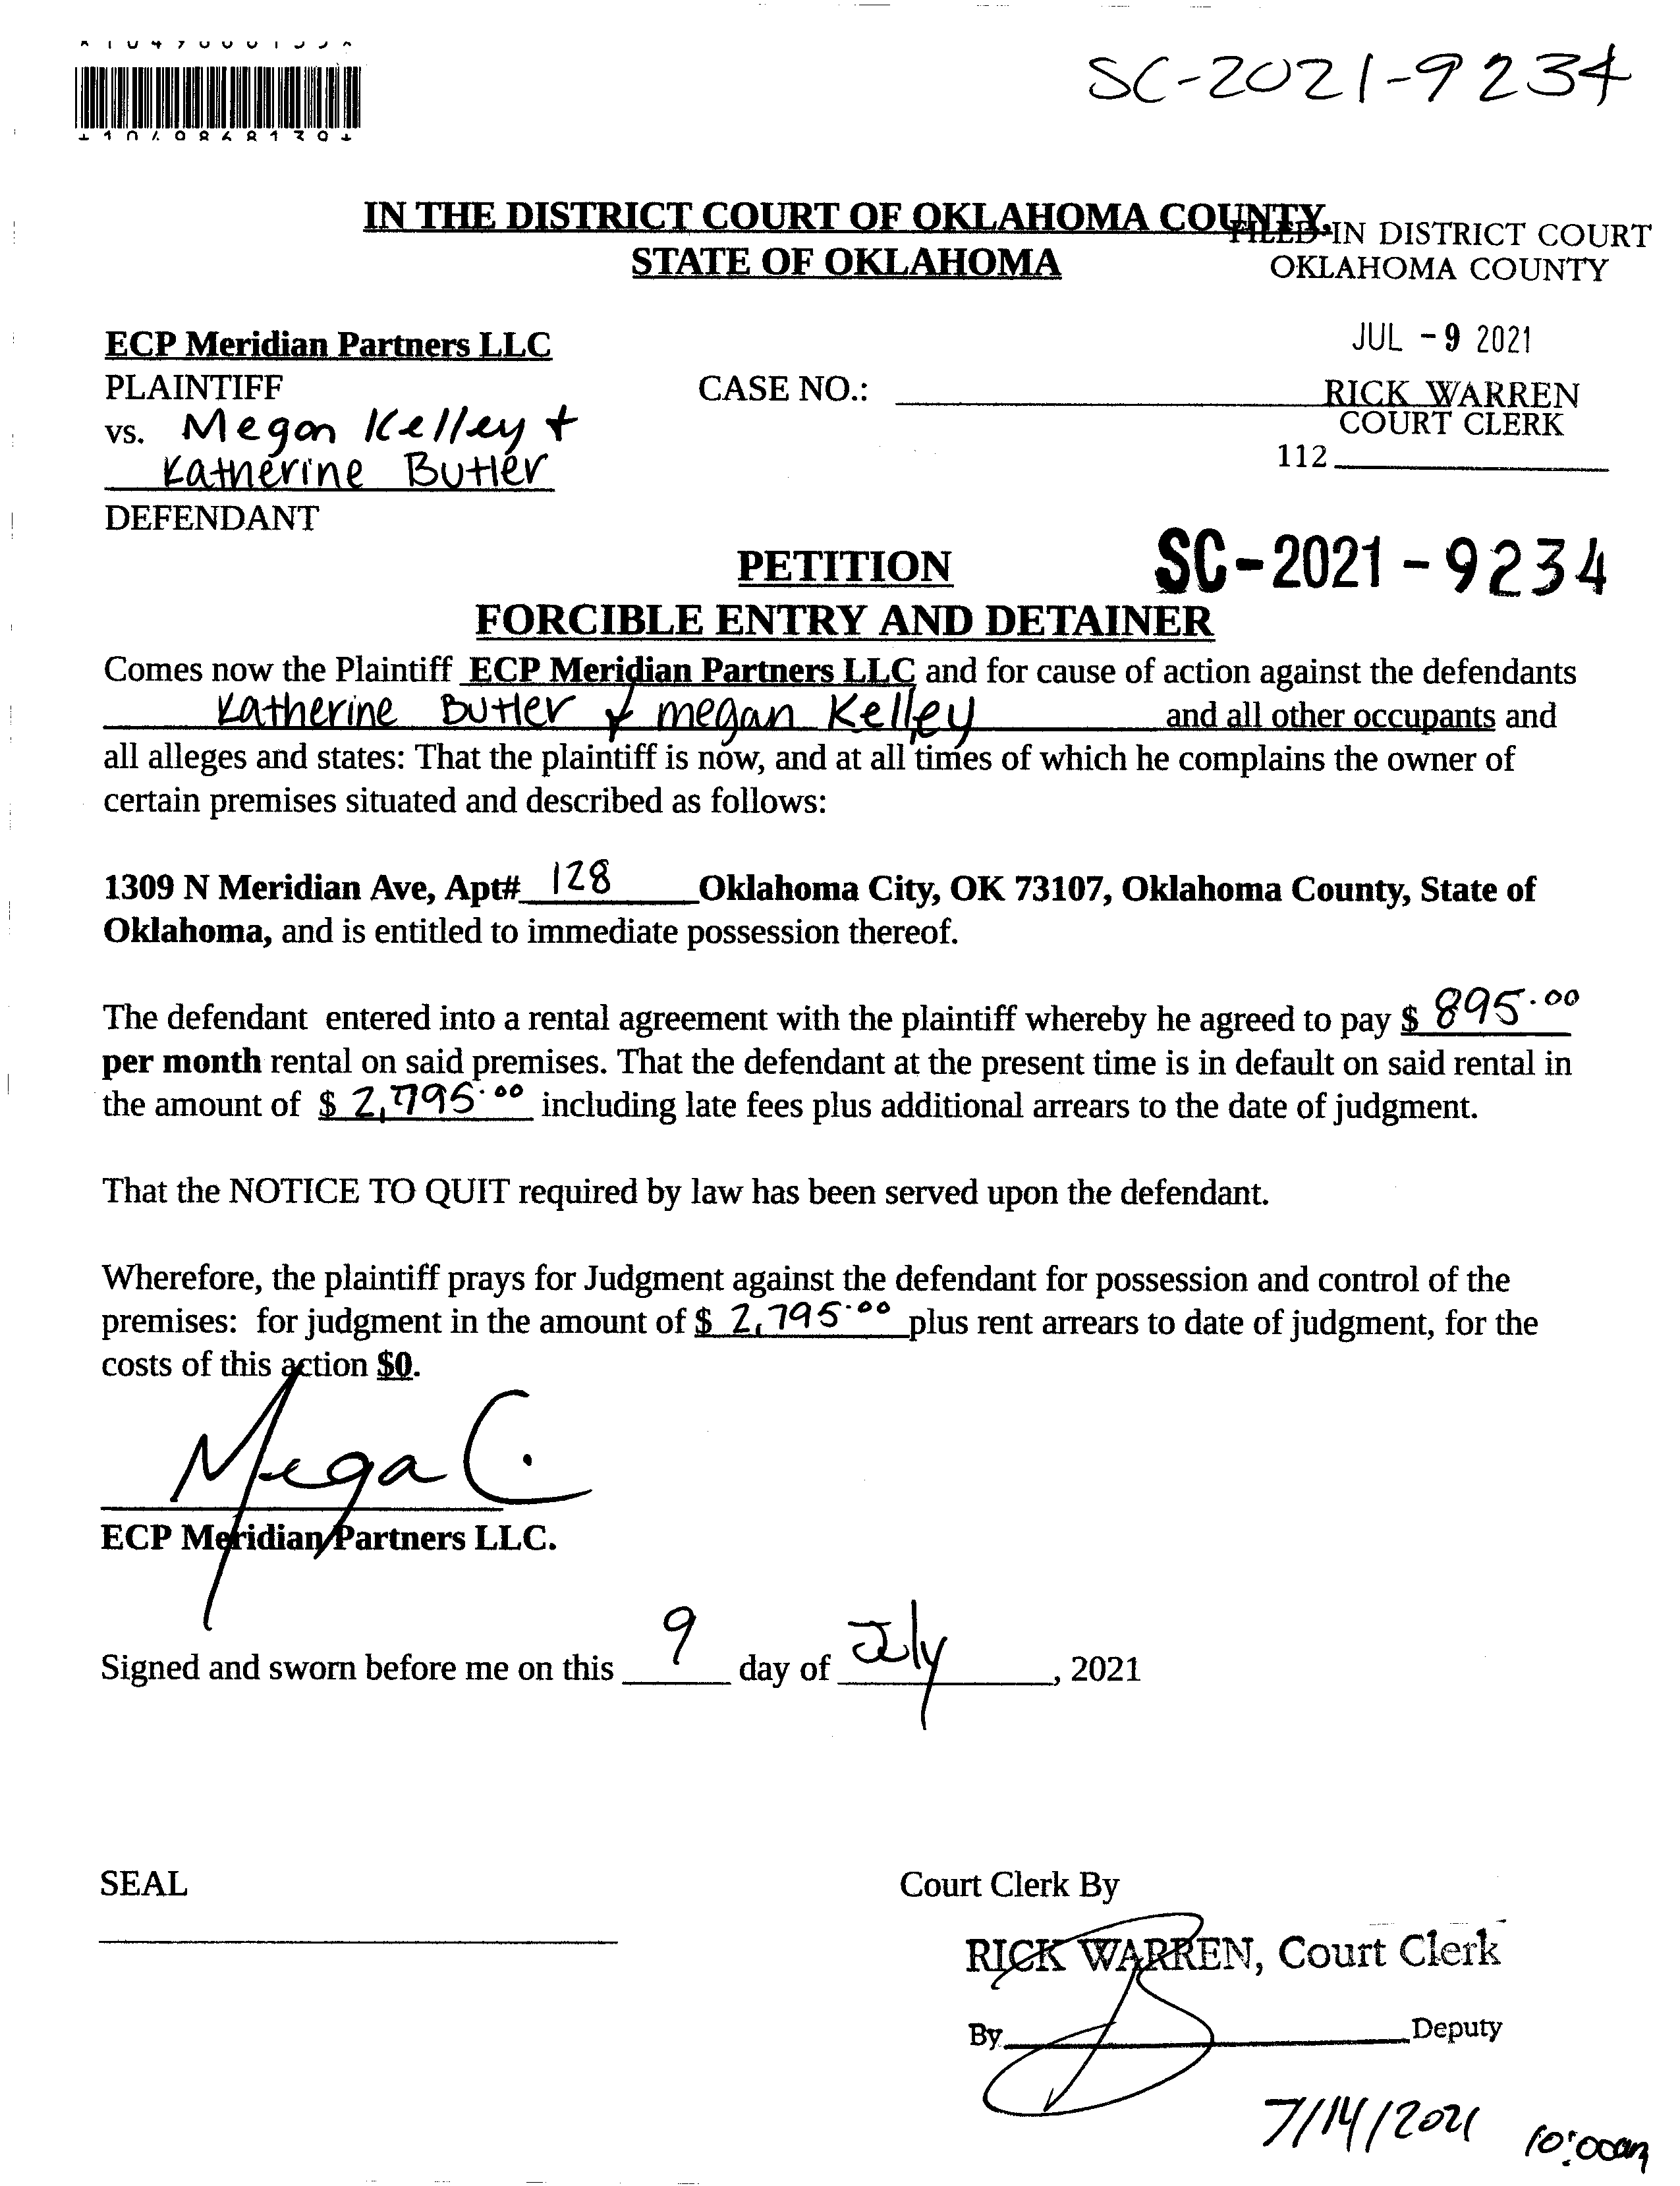 SC-2021-9234
IN THE DISTRICT COURT OF OKLAHOMA COUNTY,
STATE OF OKLAHOMA
FILED IN DISTRICT COURT
OKLAHOMA COUNTY
JUL - 9 2021
RICK WARREN
COURT CLERK
112
ECP Meridian Partners LLC
PLAINTIFF
CASE NO.:
vs. Megan Kelley +
Katherine Butler
DEFENDANT
SC-2021-9234
PETITION
FORCIBLE ENTRY AND DETAINER
Comes now the Plaintiff ECP Meridian Partners LLC and for cause of action against the defendants
Katherine Butler & megan Kelley and all other occupants and
all alleges and states: That the plaintiff is now, and at all times of which he complains the owner of
certain premises situated and described as follows:
1309 N Meridian Ave, Apt# 128 Oklahoma City, OK 73107, Oklahoma County, State of
Oklahoma, and is entitled to immediate possession thereof.
The defendant entered into a rental agreement with the plaintiff whereby he agreed to pay $ 895.00
per month rental on said premises. That the defendant at the present time is in default on said rental in
the amount of $ 2,795.00 including late fees plus additional arrears to the date of judgment.
That the NOTICE TO QUIT required by law has been served upon the defendant.
Wherefore, the plaintiff prays for Judgment against the defendant for possession and control of the
premises: for judgment in the amount of $ 2,795.00 plus rent arrears to date of judgment, for the
costs of this action $0.
Mega C.
ECP Meridian Partners LLC.
Signed and sworn before me on this 9 day of July, 2021
SEAL
Court Clerk By
RICK WARREN, Court Clerk
By Deputy
7/14/2021 10:00am